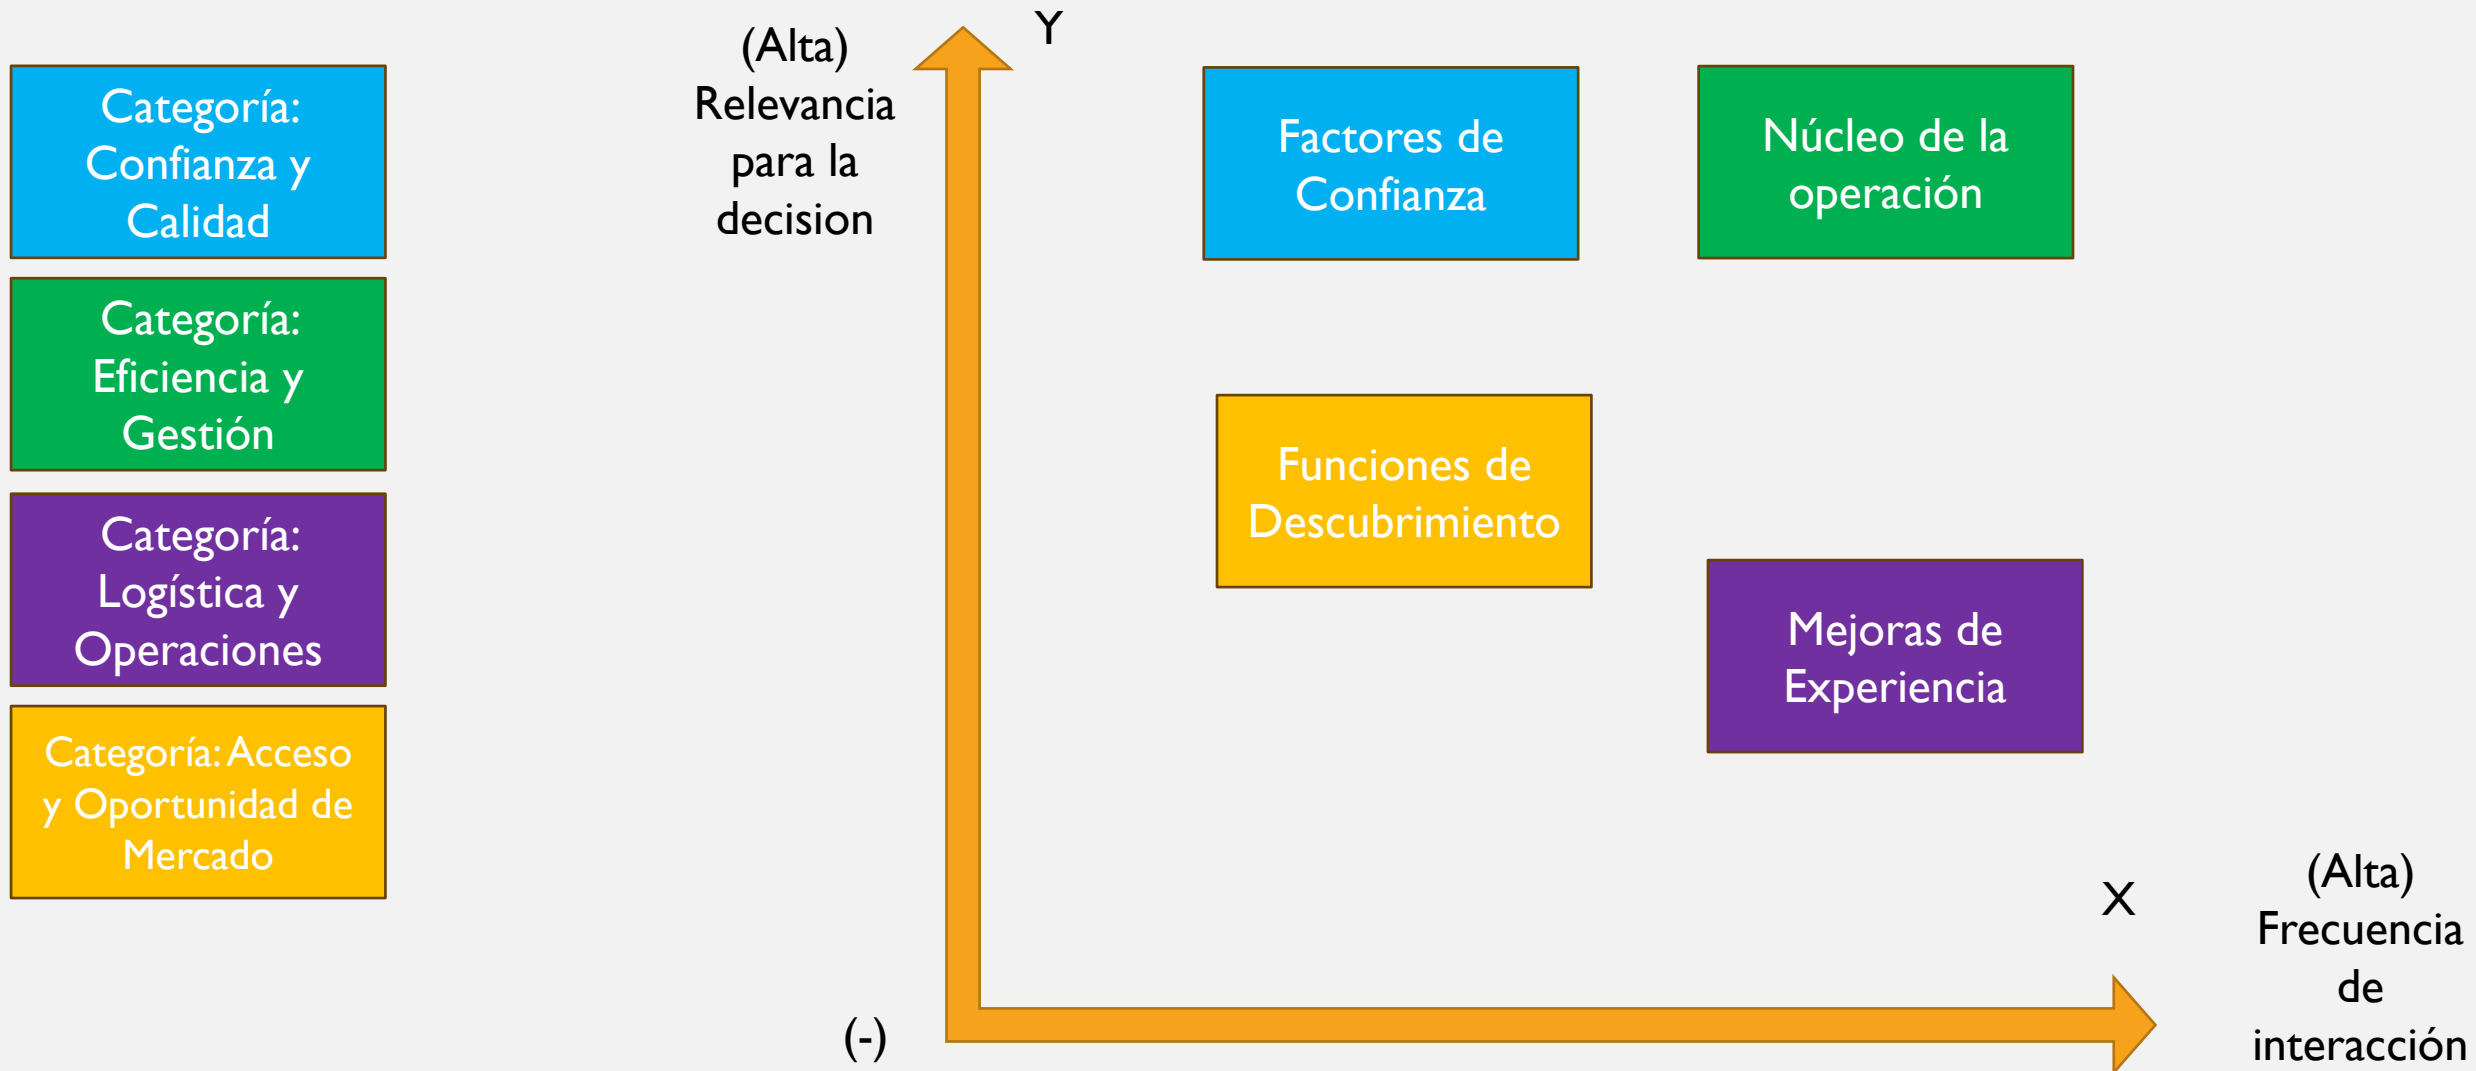 Categoría:
Confianza y
Calidad
Categoría:
Eficiencia y
Gestión
Categoría:
Logística y
Operaciones
Categoría: Acceso
y Oportunidad de
Mercado
(Alta)
Relevancia
para la
decision
Y
Factores de
Confianza
Núcleo de la
operación
Funciones de
Descubrimiento
Mejoras de
Experiencia
X
(Alta)
Frecuencia
de
interacción
(-)